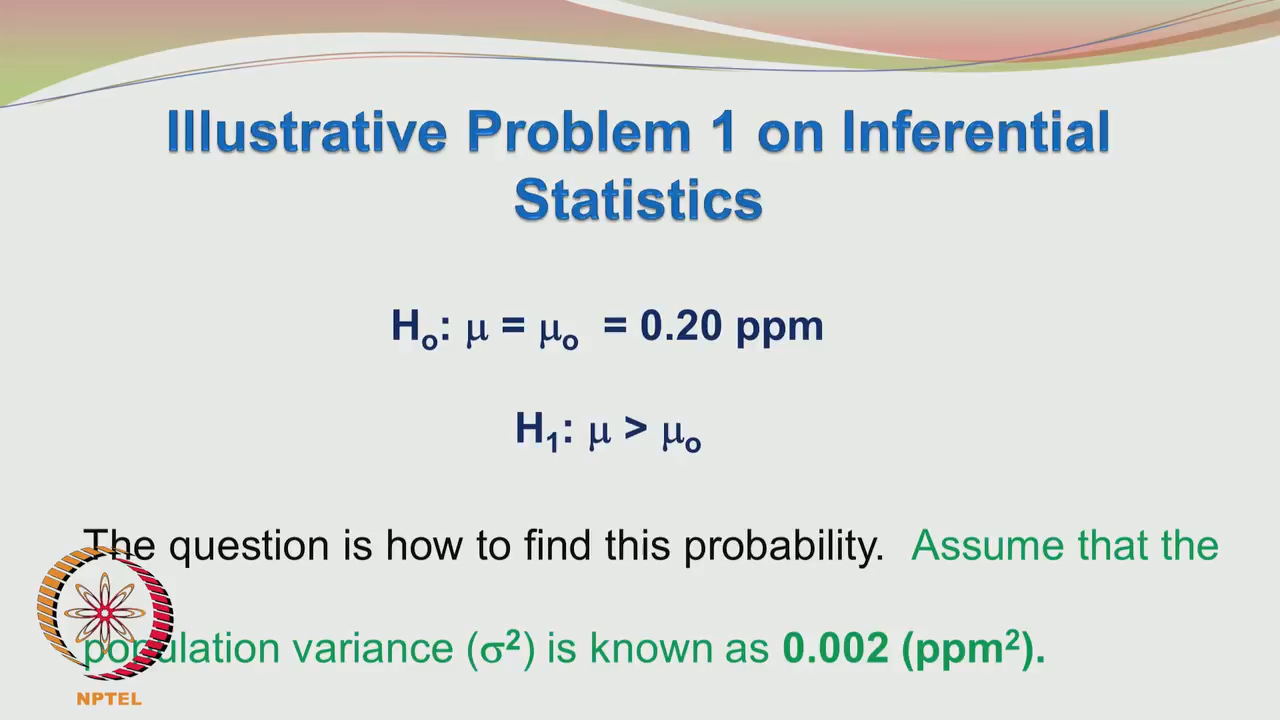 Illustrative Problem 1 on Inferential
Statistics
Hₒ: μ = μₒ = 0.20 ppm
H₁: μ > μₒ
The question is how to find this probability. Assume that the
population variance (σ²) is known as 0.002 (ppm²).
NPTEL